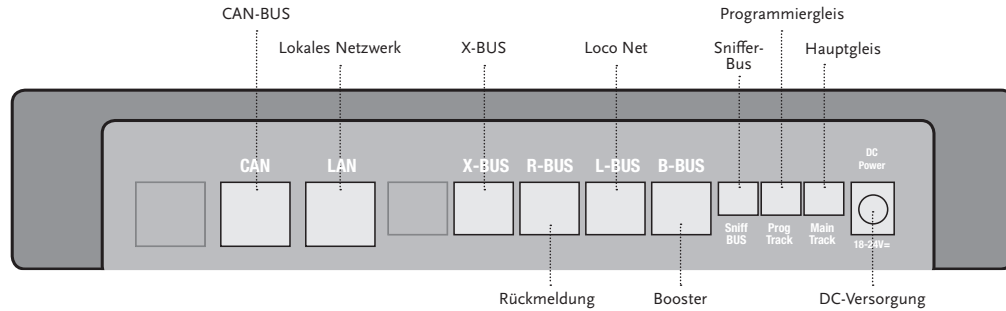 CAN-BUS
Programmiergleis
Lokales Netzwerk
X-BUS
Loco Net
Sniffer-
Bus
Hauptgleis
CAN
LAN
X-BUS
R-BUS
L-BUS
B-BUS
DC
Power
Sniff
BUS
Prog
Track
Main
Track
18-24V=
Rückmeldung
Booster
DC-Versorgung